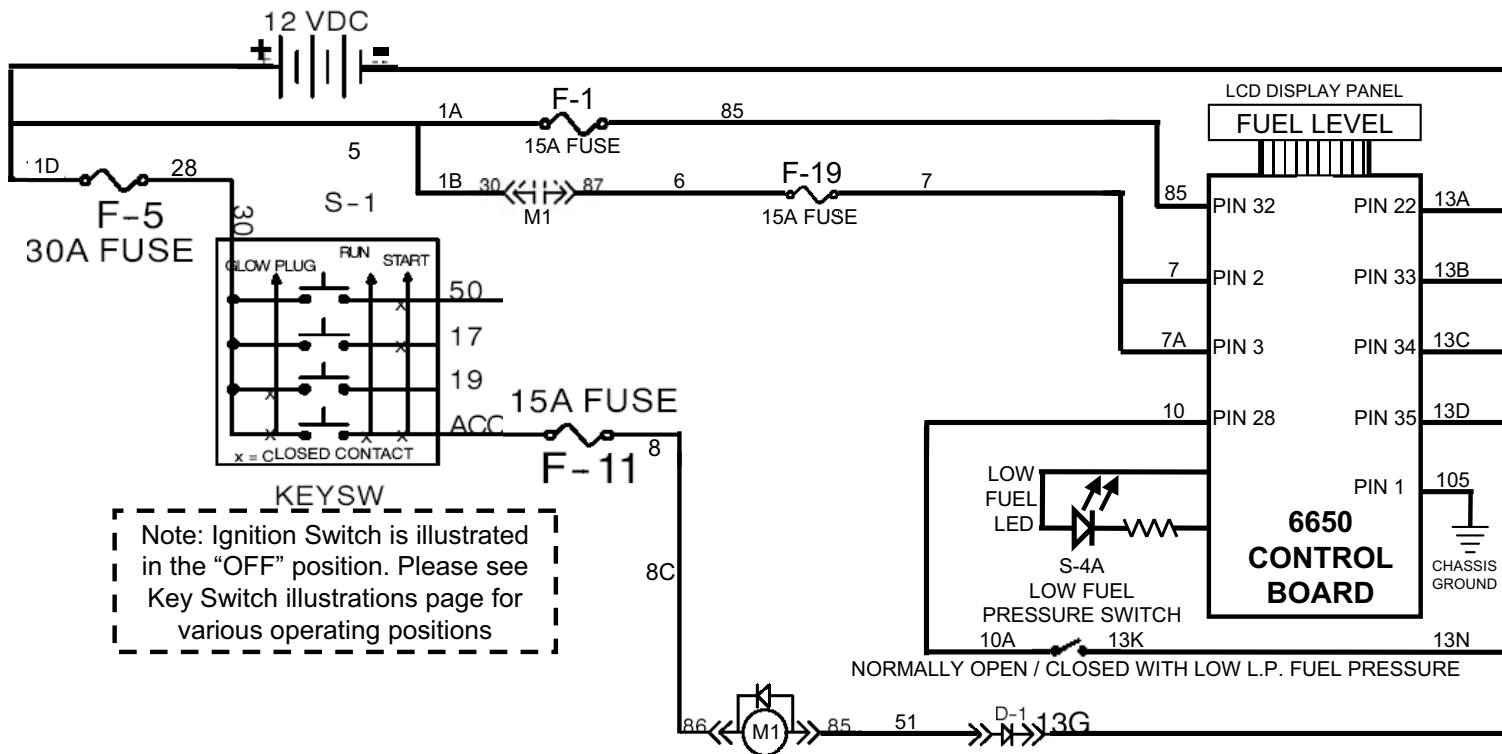 12 VDC
+
-
LCD DISPLAY PANEL
FUEL LEVEL
1A
F-1
15A FUSE
85
5
1D
28
F-5
30A FUSE
S-1
1B
30
87
M1
6
F-19
15A FUSE
7
30
GLOW PLUG
RUN
START
x
50
x
17
x
19
x
x
x
ACC
x = CLOSED CONTACT
KEYSW
15A FUSE
F-11
8
8C
Note: Ignition Switch is illustrated
in the “OFF” position. Please see
Key Switch illustrations page for
various operating positions
85
PIN 32
PIN 22
13A
7
PIN 2
PIN 33
13B
7A
PIN 3
PIN 34
13C
10
PIN 28
PIN 35
13D
LOW
FUEL
LED
PIN 1
105
6650
CONTROL
BOARD
CHASSIS
GROUND
S-4A
LOW FUEL
PRESSURE SWITCH
10A
13K
13N
NORMALLY OPEN / CLOSED WITH LOW L.P. FUEL PRESSURE
86
M1
85
51
D-1
13G